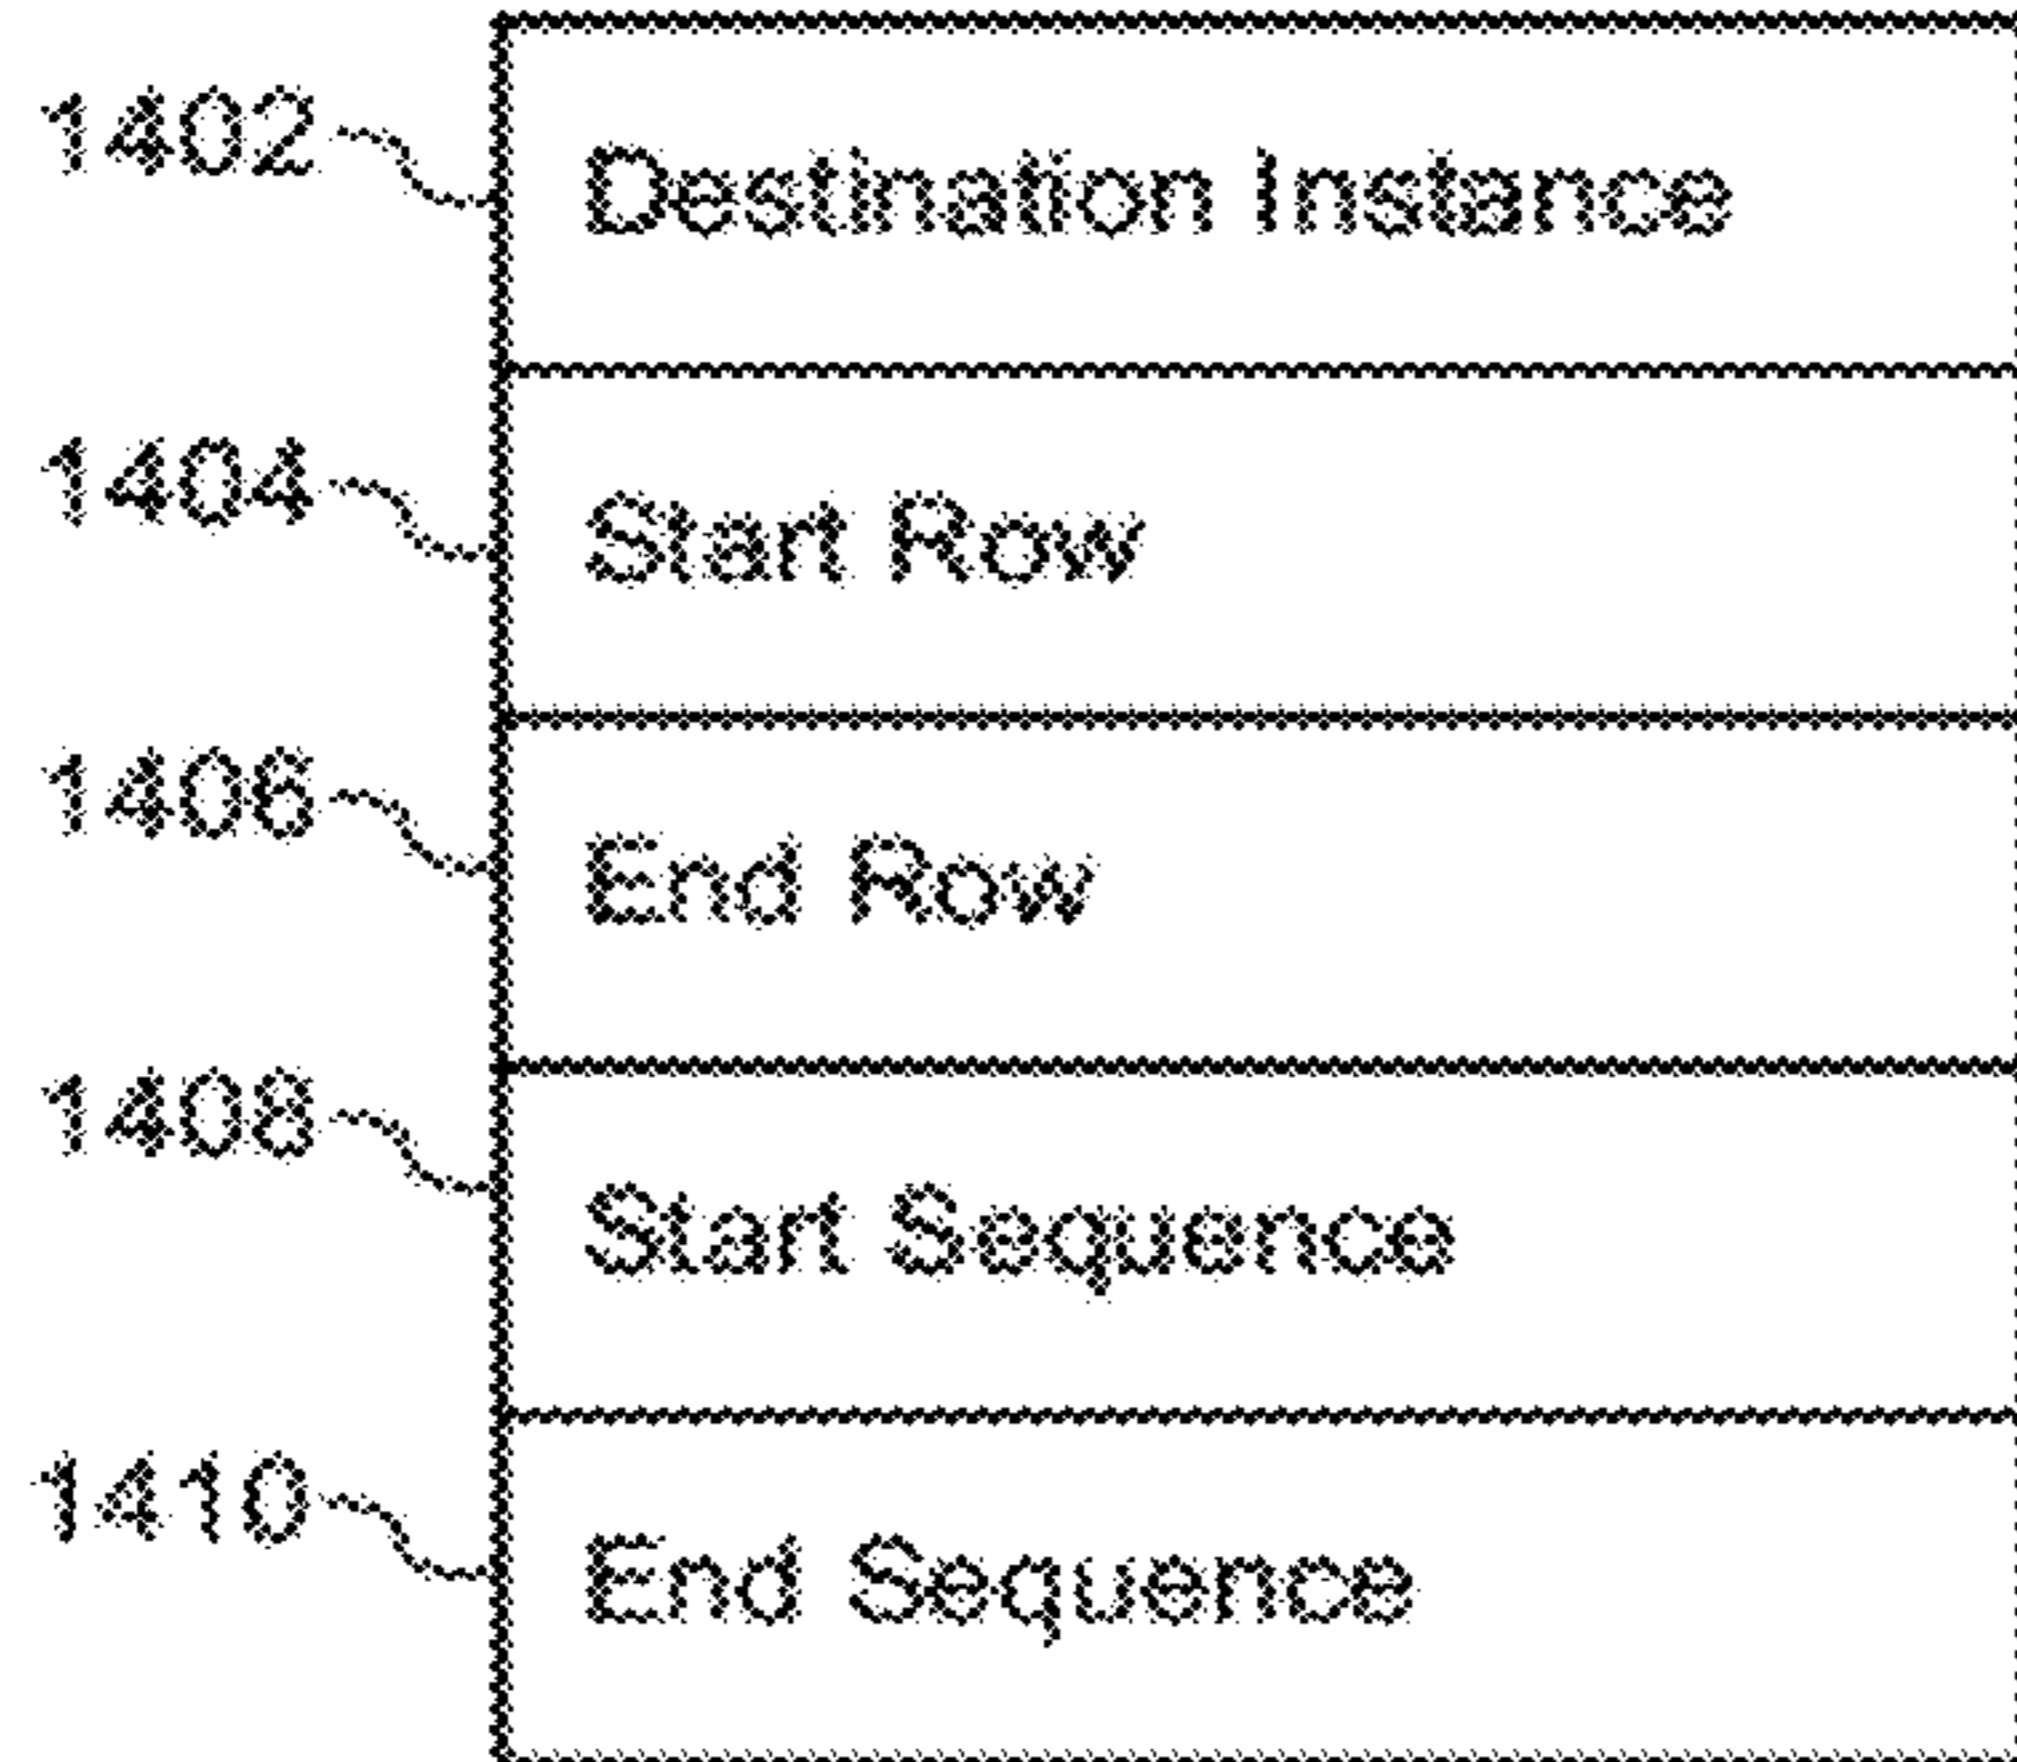 1402 Destination Instance
1404 Start Row
1406 End Row
1408 Start Sequence
1410 End Sequence